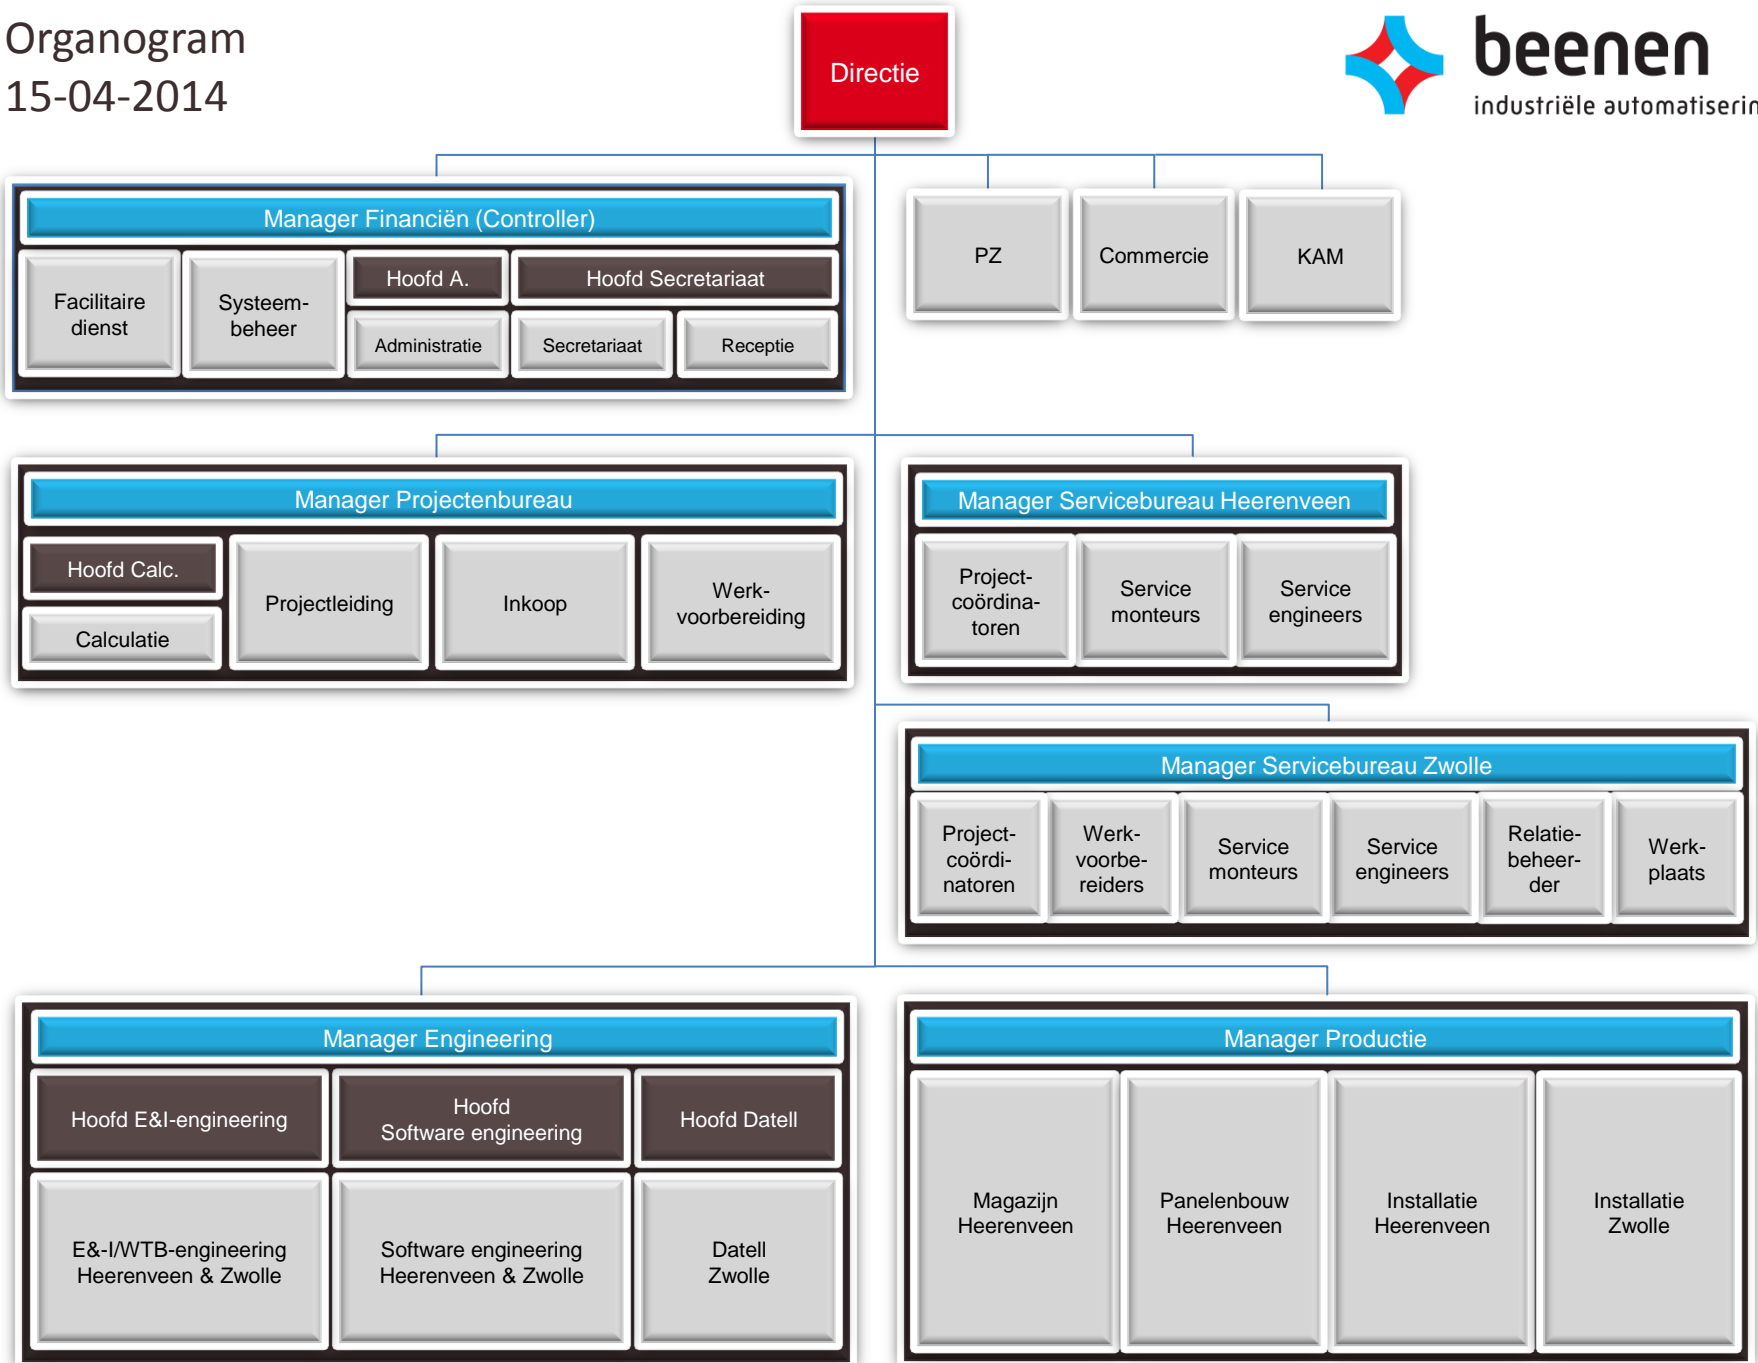 Organogram
15-04-2014
Directie
beenen
industriële automatiserin
Manager Financiën (Controller)
Facilitaire
dienst
Systeem-
beheer
Hoofd A.
Hoofd Secretariaat
Administratie
Secretariaat
Receptie
PZ
Commercie
KAM
Manager Projectenbureau
Hoofd Calc.
Calculatie
Projectleiding
Inkoop
Werk-
voorbereiding
Manager Servicebureau Heerenveen
Project-
coördina-
toren
Service
monteurs
Service
engineers
Manager Servicebureau Zwolle
Project-
coördi-
natoren
Werk-
voorbe-
reiders
Service
monteurs
Service
engineers
Relatie-
beheer-
der
Werk-
plaats
Manager Engineering
Hoofd E&I-engineering
Hoofd
Software engineering
Hoofd Datell
E&-I/WTB-engineering
Heerenveen & Zwolle
Software engineering
Heerenveen & Zwolle
Datell
Zwolle
Manager Productie
Magazijn
Heerenveen
Panelenbouw
Heerenveen
Installatie
Heerenveen
Installatie
Zwolle